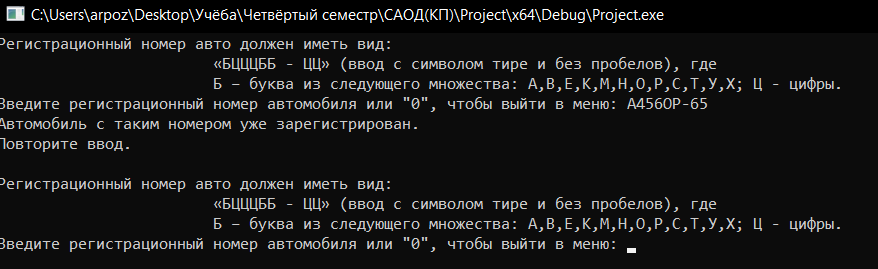 C:\Users\arpoz\Desktop\Учёба\Четвёртый семестр\САОД(КП)\Project\x64\Debug\Project.exe
Регистрационный номер авто должен иметь вид:
«БЦЦЦББ - ЦЦ» (ввод с символом тире и без пробелов), где
Б – буква из следующего множества: А,В,Е,К,М,Н,О,Р,С,Т,У,Х; Ц - цифры.
Введите регистрационный номер автомобиля или "0", чтобы выйти в меню: А456ОР-65
Автомобиль с таким номером уже зарегистрирован.
Повторите ввод.
Регистрационный номер авто должен иметь вид:
«БЦЦЦББ - ЦЦ» (ввод с символом тире и без пробелов), где
Б – буква из следующего множества: А,В,Е,К,М,Н,О,Р,С,Т,У,Х; Ц - цифры.
Введите регистрационный номер автомобиля или "0", чтобы выйти в меню: